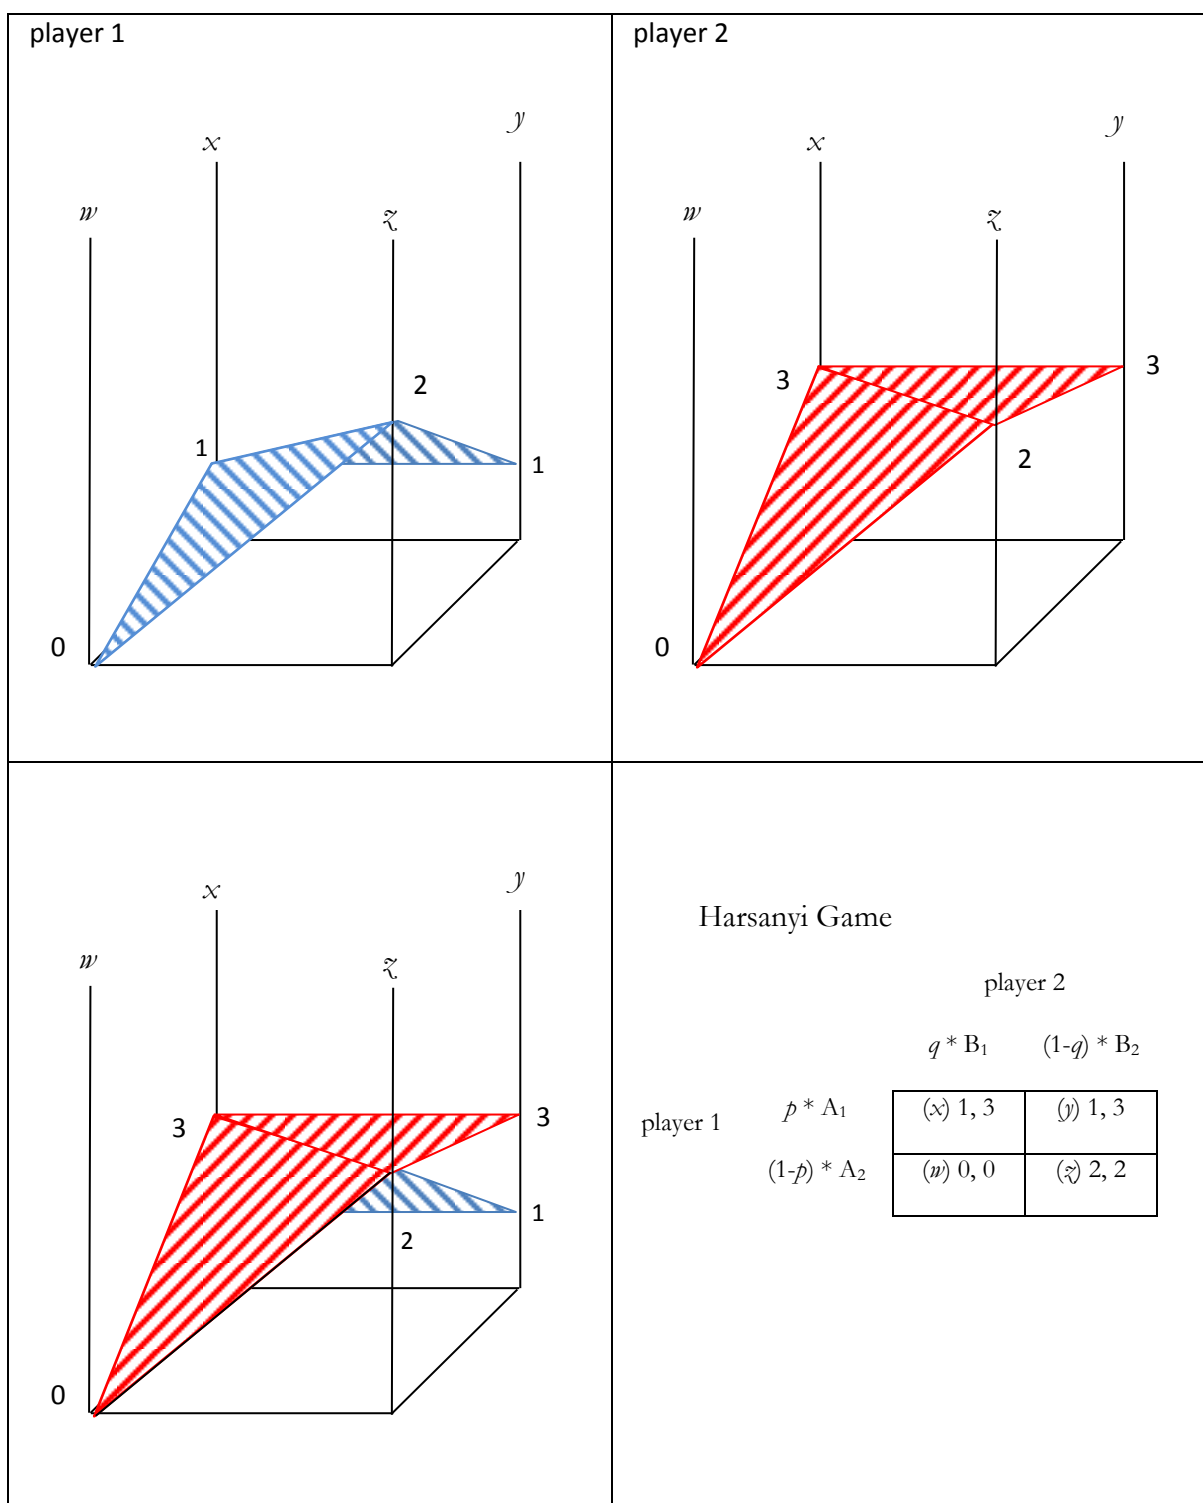 player 1
y
x
w
z
2
1
1
0
player 2
y
x
w
z
3
3
2
0
y
x
w
z
3
3
1
2
0
Harsanyi Game
player 2
q * B₁ (1-q) * B₂
player 1 p * A₁ (x) 1, 3 (y) 1, 3
(1-p) * A₂ (w) 0, 0 (z) 2, 2